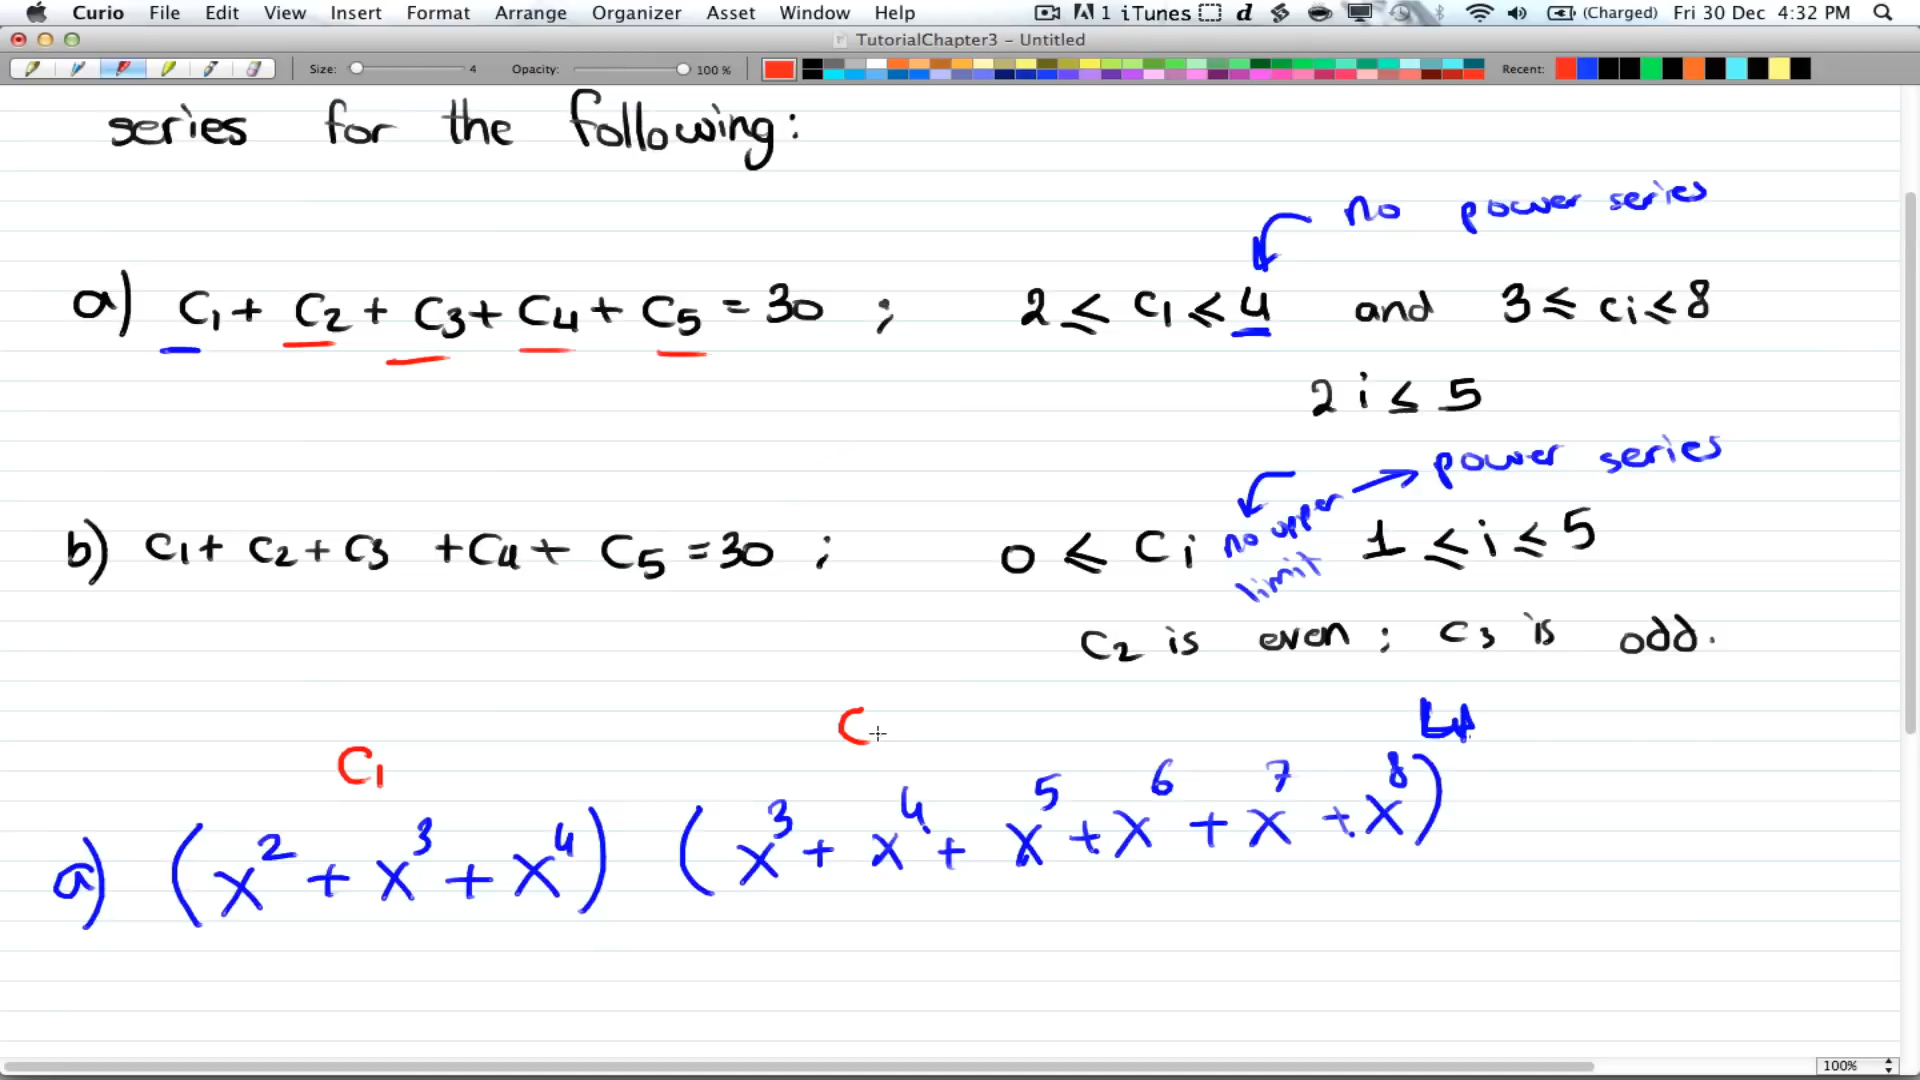 Curio File Edit View Insert Format Arrange Organizer Asset Window Help 1 iTunes (Charged) Fri 30 Dec 4:32 PM
TutorialChapter3 – Untitled
Size: 4 Opacity: 100 % Recent:
series for the following:
no power series
a) C₁ + C₂ + C₃ + C₄ + C₅ = 30 ; 2 ≤ C₁ ≤ 4 and 3 ≤ Ci ≤ 8
2 i ≤ 5
power series
b) C₁ + C₂ + C₃ + C₄ + C₅ = 30 ; 0 ≤ Ci no upper limit 1 ≤ i ≤ 5
C₂ is even ; C₃ is odd.
C₁ C
a) (x² + x³ + x⁴) (x³ + x⁴ + x⁵ + x⁶ + x⁷ + x⁸)⁴
100%